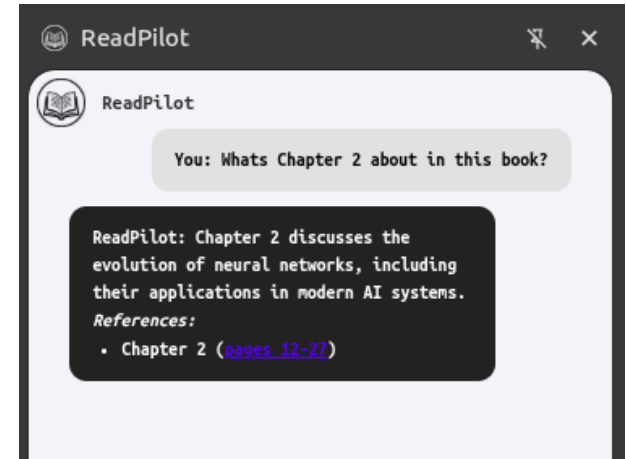 ReadPilot
ReadPilot
You: Whats Chapter 2 about in this book?
ReadPilot: Chapter 2 discusses the
evolution of neural networks, including
their applications in modern AI systems.
References:
• Chapter 2 (pages 12-27)